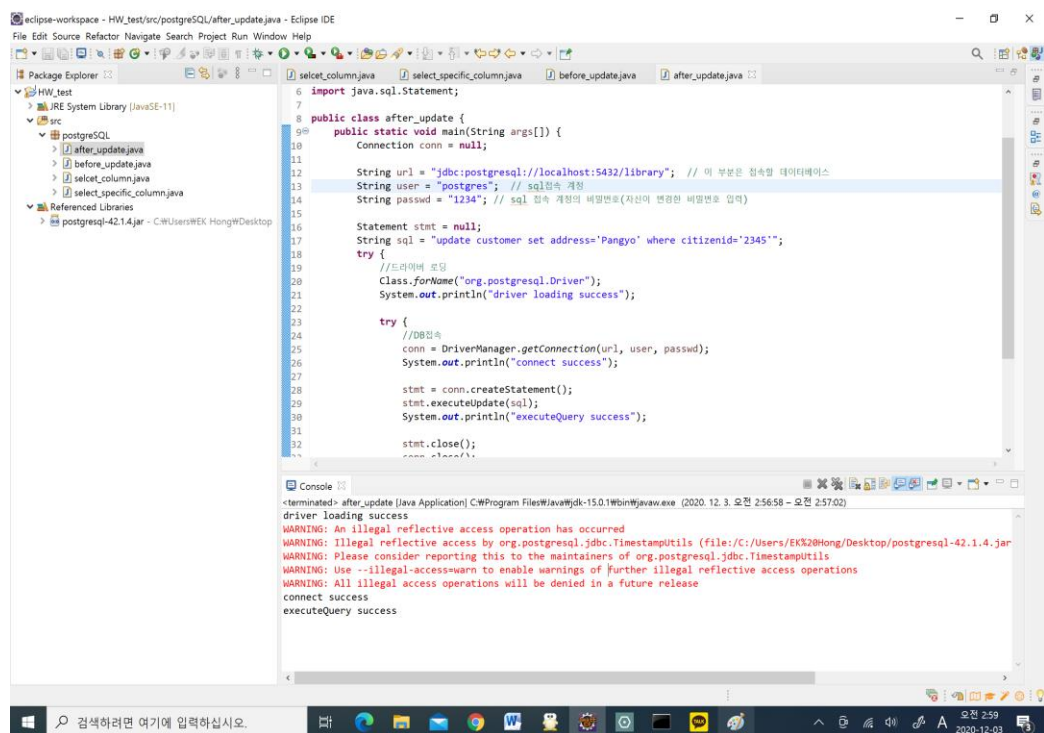 eclipse-workspace - HW_test/src/postgreSQL/after_update.java - Eclipse IDE
File Edit Source Refactor Navigate Search Project Run Window Help
Package Explorer
HW_test
JRE System Library [JavaSE-11]
src
postgreSQL
after_update.java
before_update.java
selcet_column.java
select_specific_column.java
Referenced Libraries
postgresql-42.1.4.jar - C:₩Users₩EK Hong₩Desktop
selcet_column.java select_specific_column.java before_update.java after_update.java
6 import java.sql.Statement;
7
8 public class after_update {
9 public static void main(String args[]) {
10 Connection conn = null;
11
12 String url = "jdbc:postgresql://localhost:5432/library"; // 이 부분은 접속할 데이터베이스
13 String user = "postgres"; // sql접속 계정
14 String passwd = "1234"; // sql 접속 계정의 비밀번호(자신이 변경한 비밀번호 입력)
15
16 Statement stmt = null;
17 String sql = "update customer set address='Pangyo' where citizenid='2345'";
18 try {
19 //드라이버 로딩
20 Class.forName("org.postgresql.Driver");
21 System.out.println("driver loading success");
22
23 try {
24 //DB접속
25 conn = DriverManager.getConnection(url, user, passwd);
26 System.out.println("connect success");
27
28 stmt = conn.createStatement();
29 stmt.executeUpdate(sql);
30 System.out.println("executeQuery success");
31
32 stmt.close();
33 conn.close();
Console
<terminated> after_update [Java Application] C:₩Program Files₩Java₩jdk-15.0.1₩bin₩javaw.exe (2020. 12. 3. 오전 2:56:58 – 오전 2:57:02)
driver loading success
WARNING: An illegal reflective access operation has occurred
WARNING: Illegal reflective access by org.postgresql.jdbc.TimestampUtils (file:/C:/Users/EK%20Hong/Desktop/postgresql-42.1.4.jar
WARNING: Please consider reporting this to the maintainers of org.postgresql.jdbc.TimestampUtils
WARNING: Use --illegal-access=warn to enable warnings of further illegal reflective access operations
WARNING: All illegal access operations will be denied in a future release
connect success
executeQuery success
검색하려면 여기에 입력하십시오.
TALK
A
오전 2:59
2020-12-03